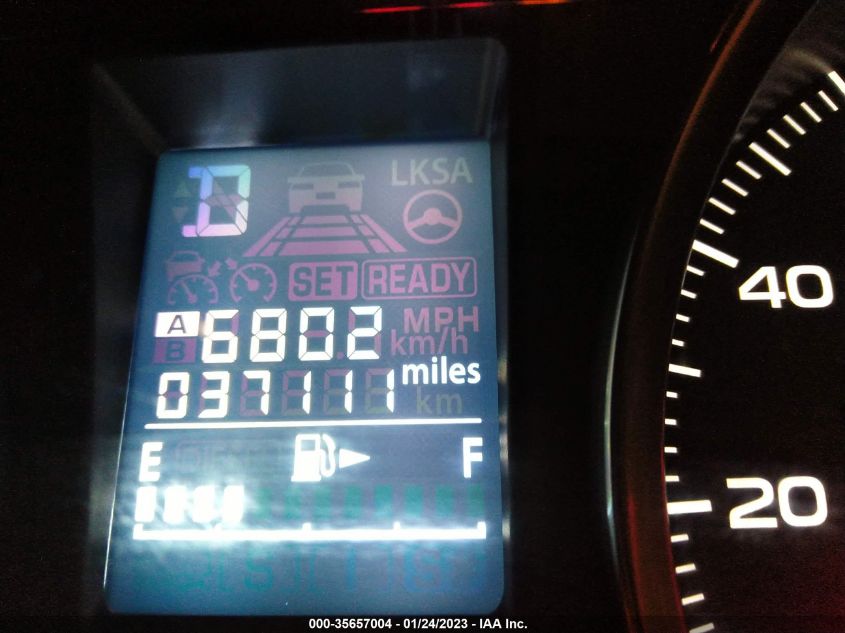 D
LKSA
SET READY
A 6802 MPH
B km/h
037111 miles
km
E F
40
20
000-35657004 - 01/24/2023 - IAA Inc.